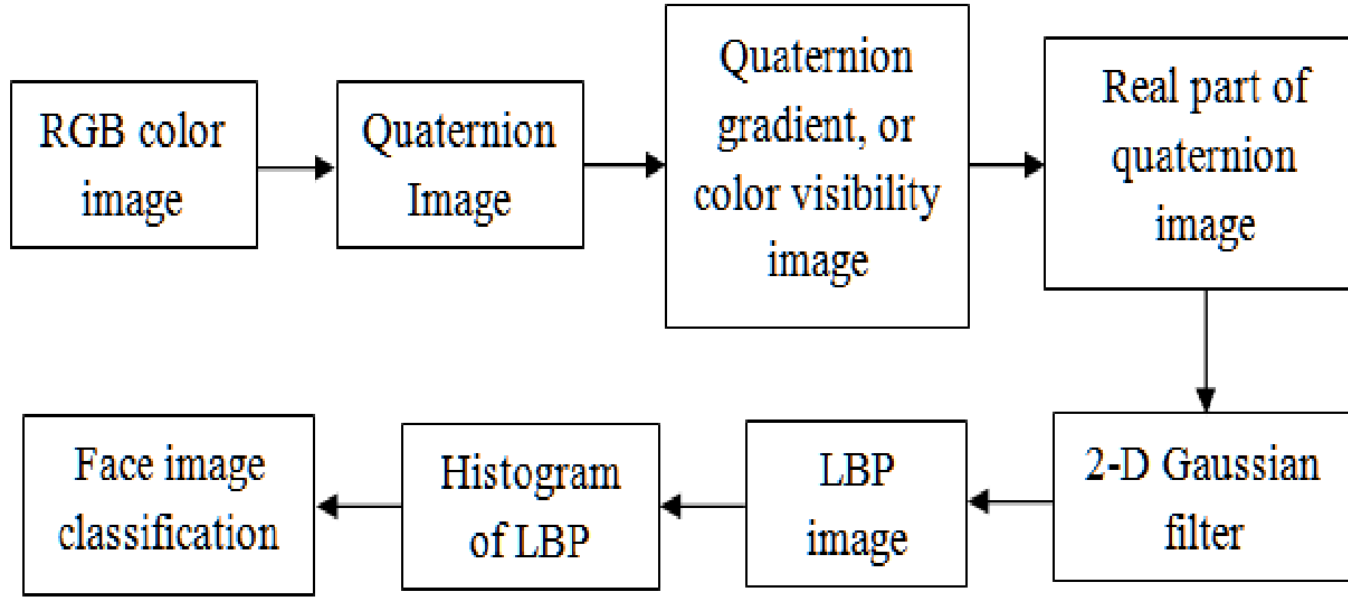 RGB color
image
Quaternion
Image
Quaternion
gradient, or
color visibility
image
Real part of
quaternion
image
2-D Gaussian
filter
LBP
image
Histogram
of LBP
Face image
classification